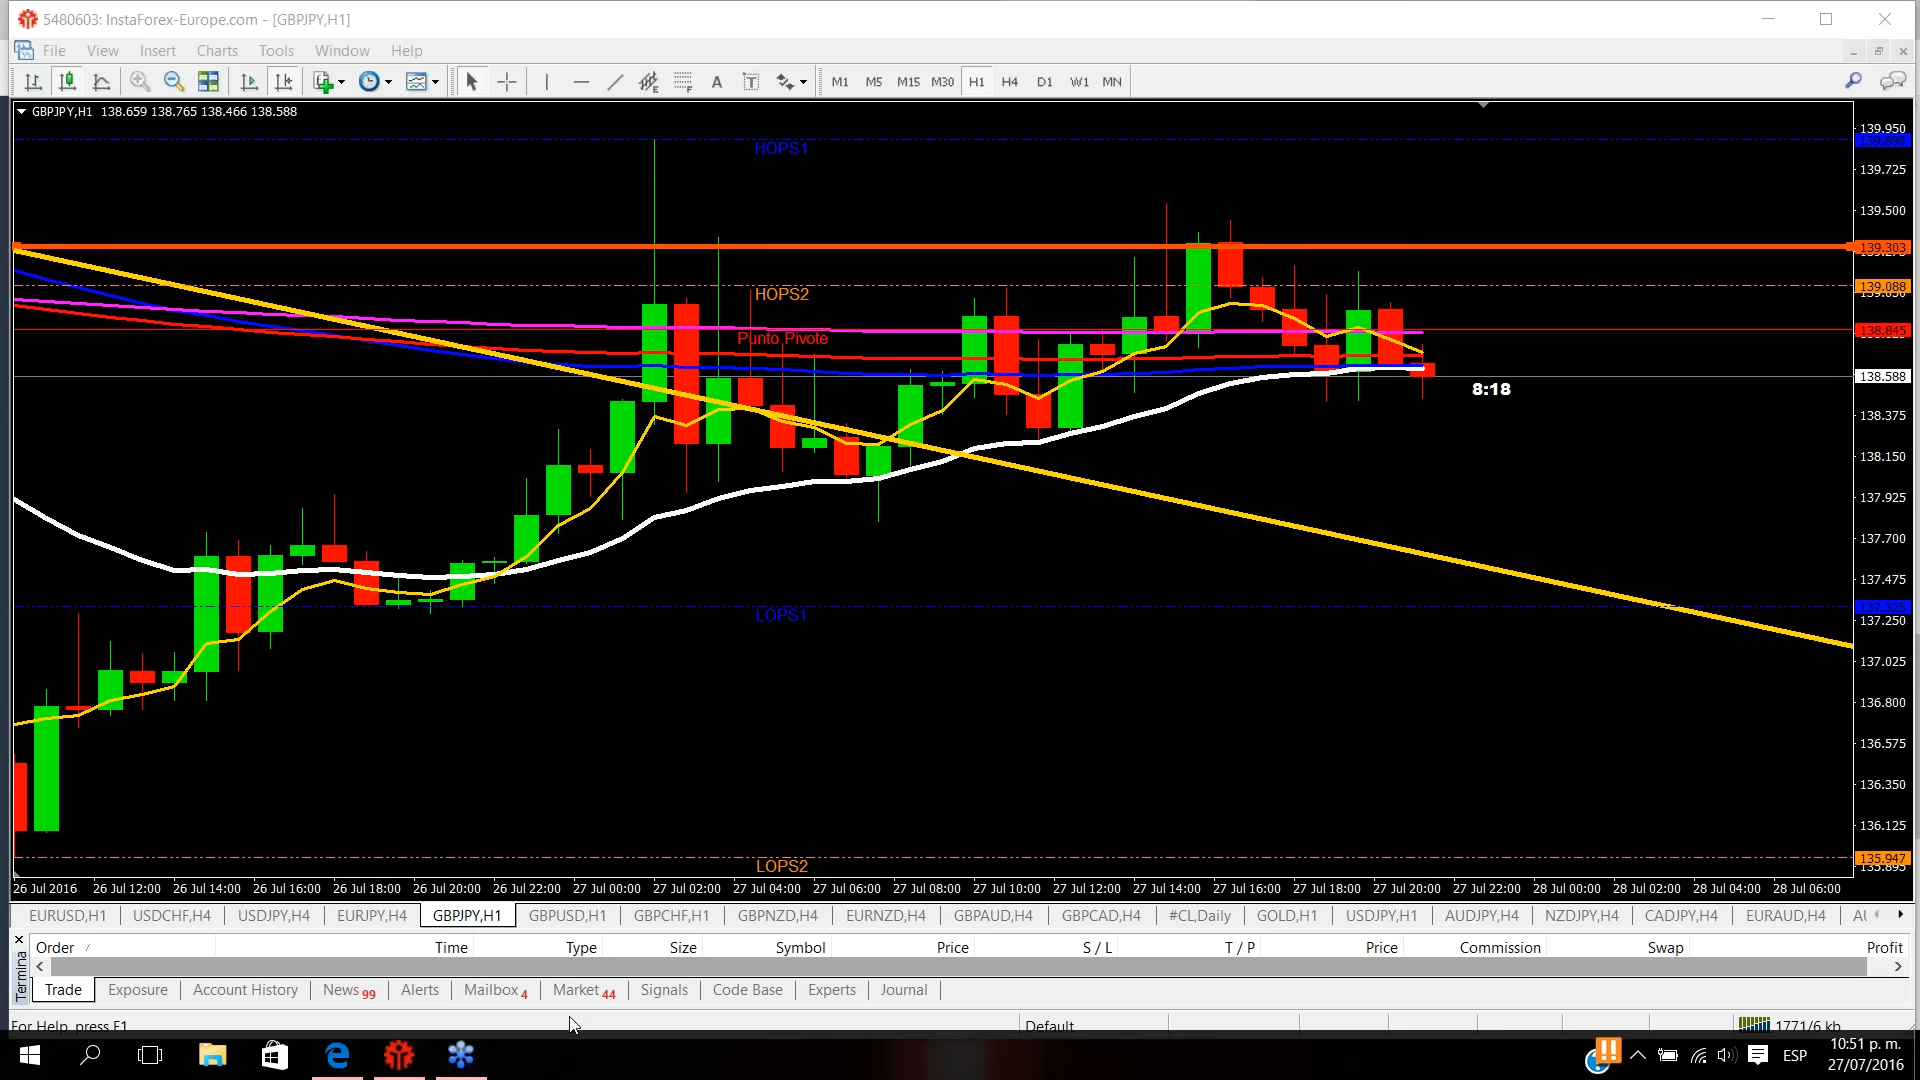 5480603: InstaForex-Europe.com - [GBPJPY,H1]
File View Insert Charts Tools Window Help
A T M1 M5 M15 M30 H1 H4 D1 W1 MN
GBPJPY,H1 138.659 138.765 138.466 138.588
139.950
HOPS1
139.725
139.500
139.303
139.088
HOPS2
138.845
Punto Pivote
138.588
8:18
138.375
138.150
137.925
137.700
137.475
137.325
LOPS1
137.250
137.025
136.800
136.575
136.350
136.125
135.947
LOPS2
135.895
26 Jul 2016 26 Jul 12:00 26 Jul 14:00 26 Jul 16:00 26 Jul 18:00 26 Jul 20:00 26 Jul 22:00 27 Jul 00:00 27 Jul 02:00 27 Jul 04:00 27 Jul 06:00 27 Jul 08:00 27 Jul 10:00 27 Jul 12:00 27 Jul 14:00 27 Jul 16:00 27 Jul 18:00 27 Jul 20:00 27 Jul 22:00 28 Jul 00:00 28 Jul 02:00 28 Jul 04:00 28 Jul 06:00
EURUSD,H1 USDCHF,H4 USDJPY,H4 EURJPY,H4 GBPJPY,H1 GBPUSD,H1 GBPCHF,H1 GBPNZD,H4 EURNZD,H4 GBPAUD,H4 GBPCAD,H4 #CL,Daily GOLD,H1 USDJPY,H1 AUDJPY,H4 NZDJPY,H4 CADJPY,H4 EURAUD,H4
Order / Time Type Size Symbol Price S / L T / P Price Commission Swap Profit
Termina
Trade Exposure Account History News 99 Alerts Mailbox 4 Market 44 Signals Code Base Experts Journal
For Help, press F1 Default 1771/6 kb
ESP
10:51 p. m.
27/07/2016